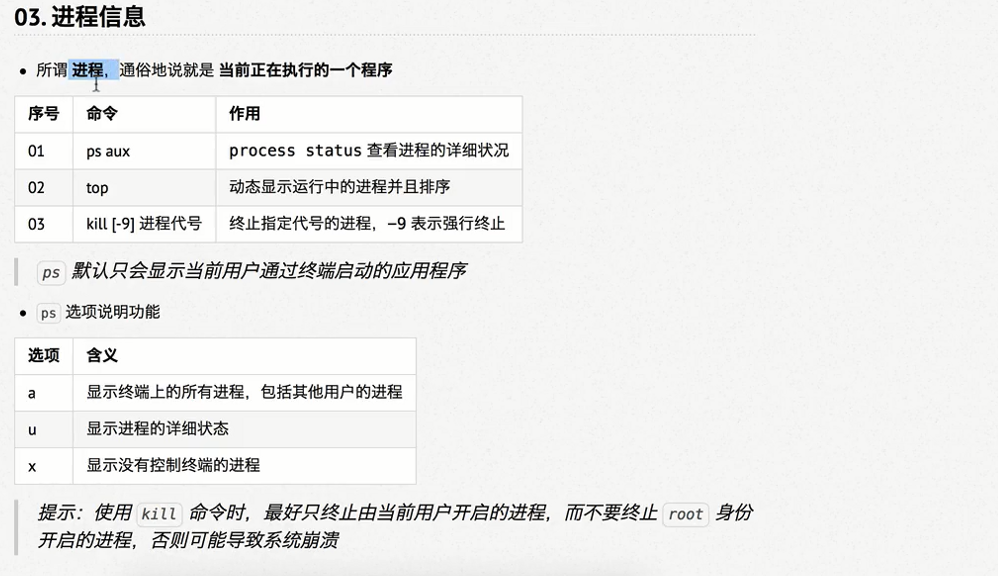 03. 进程信息
所谓 进程，通俗地说就是 当前正在执行的一个程序
序号 命令 作用
01 ps aux process status 查看进程的详细状况
02 top 动态显示运行中的进程并且排序
03 kill [-9] 进程代号 终止指定代号的进程，-9 表示强行终止
ps 默认只会显示当前用户通过终端启动的应用程序
ps 选项说明功能
选项 含义
a 显示终端上的所有进程，包括其他用户的进程
u 显示进程的详细状态
x 显示没有控制终端的进程
提示：使用 kill 命令时，最好只终止由当前用户开启的进程，而不要终止 root 身份
开启的进程，否则可能导致系统崩溃